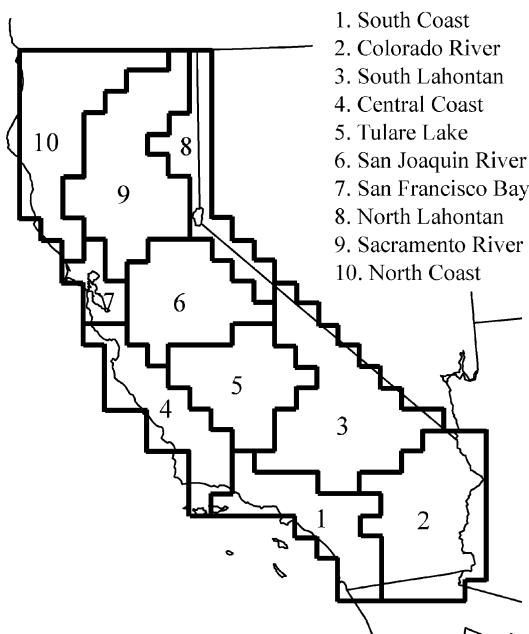 1. South Coast
2. Colorado River
3. South Lahontan
4. Central Coast
5. Tulare Lake
6. San Joaquin River
7. San Francisco Bay
8. North Lahontan
9. Sacramento River
10. North Coast
10
8
9
7
6
5
4
3
1
2